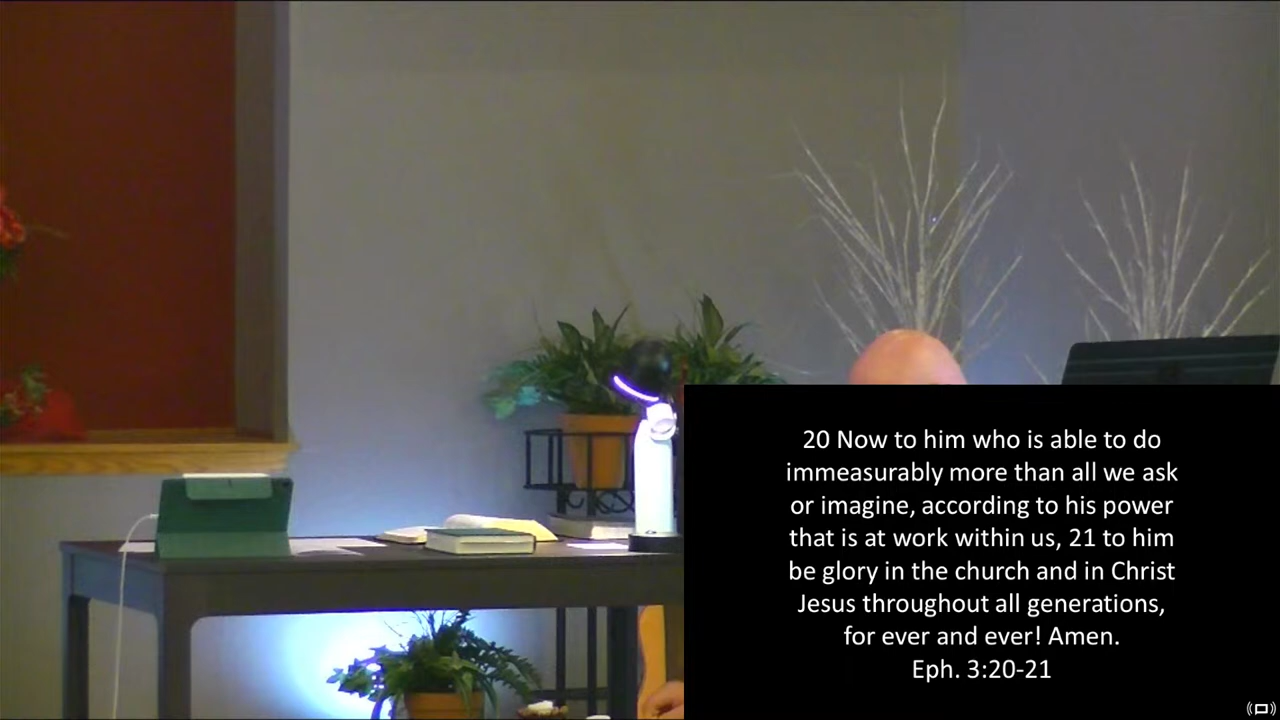 20 Now to him who is able to do
immeasurably more than all we ask
or imagine, according to his power
that is at work within us, 21 to him
be glory in the church and in Christ
Jesus throughout all generations,
for ever and ever! Amen.
Eph. 3:20-21